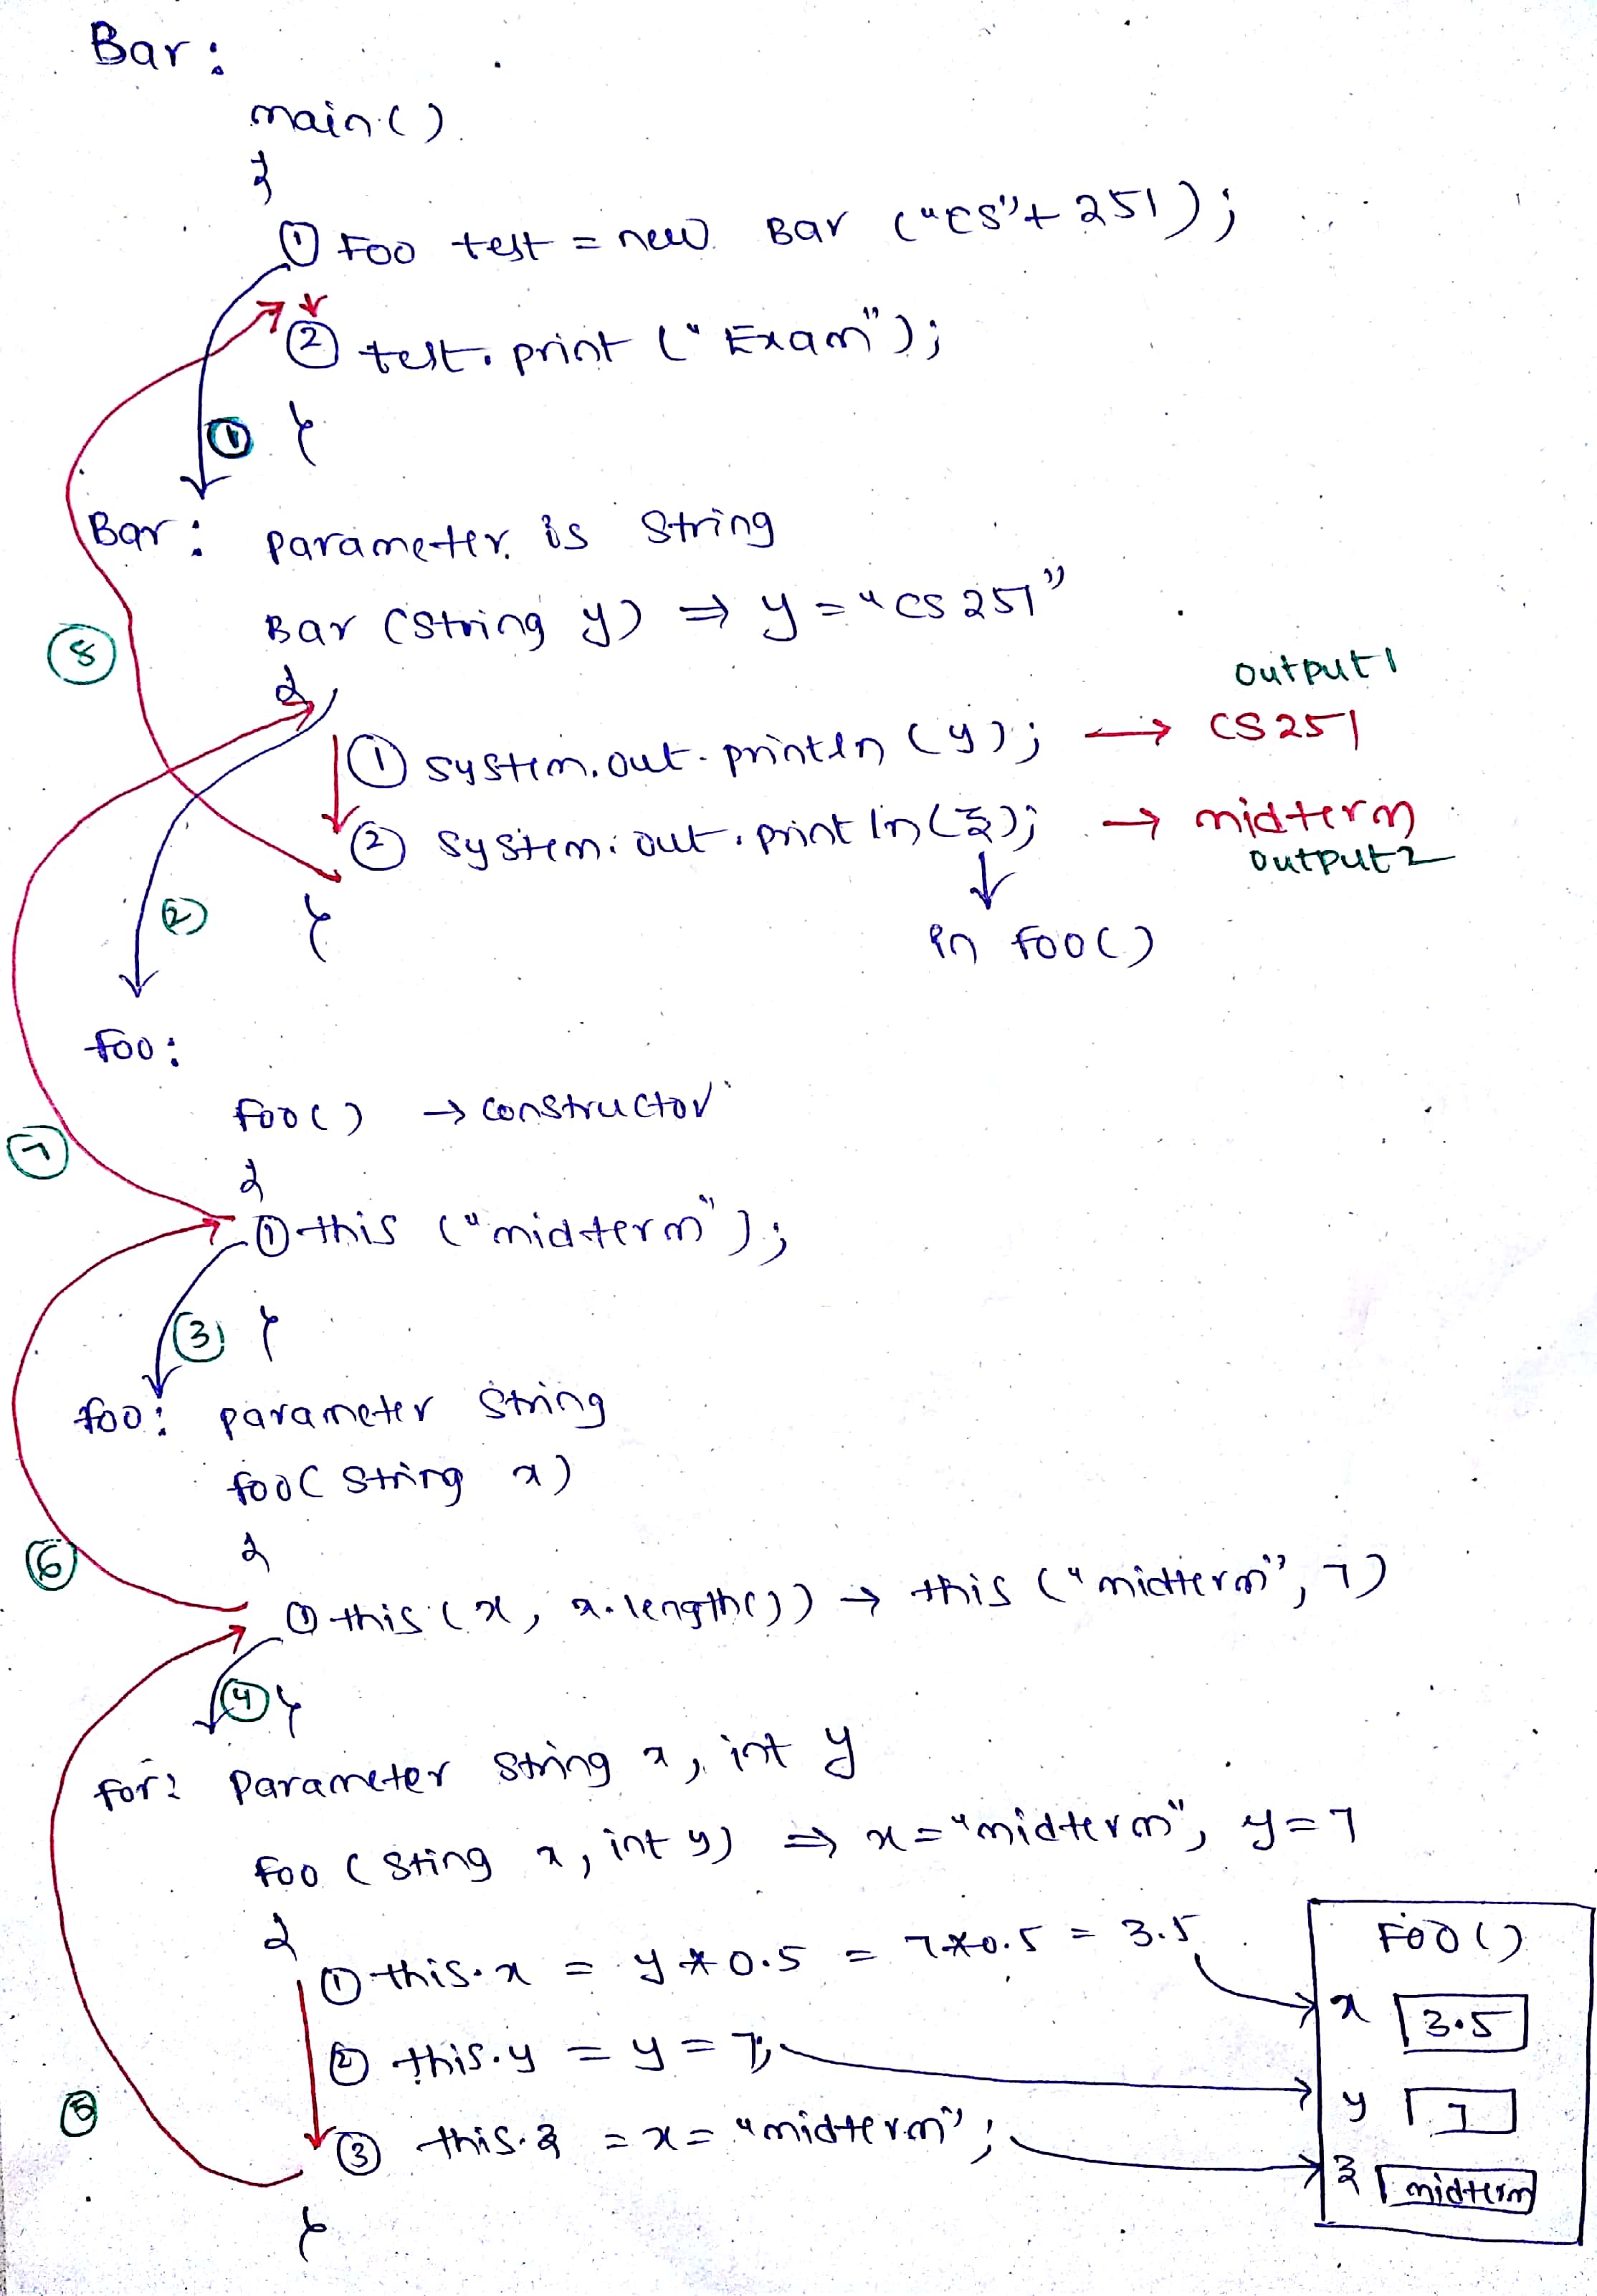 Bar :
main()
{
① Foo test = new Bar ("CS"+ 251);
② test. print (" Exam");
① }
Bar : parameter is String
Bar (String y) ⇒ y = "CS 251"
⑧
{
output 1
① system.out.println (y); → CS 251
② System.out.println(z); → midterm
output 2
② }
↓
in foo()
foo :
foo() → constructor
⑦
{
① this ("midterm");
③ }
foo : parameter string
foo( String x)
⑥
{
① this (x, x.length()) → this ("midterm", 7)
④ }
for : Parameter String x, int y
foo (Sting x, int y) ⇒ x = "midterm", y = 7
{
① this.x = y * 0.5 = 7*0.5 = 3.5
② this.y = y = 7;
⑤
③ this.z = x = "midterm";
}
FOO()
x 3.5
y 7
z midterm